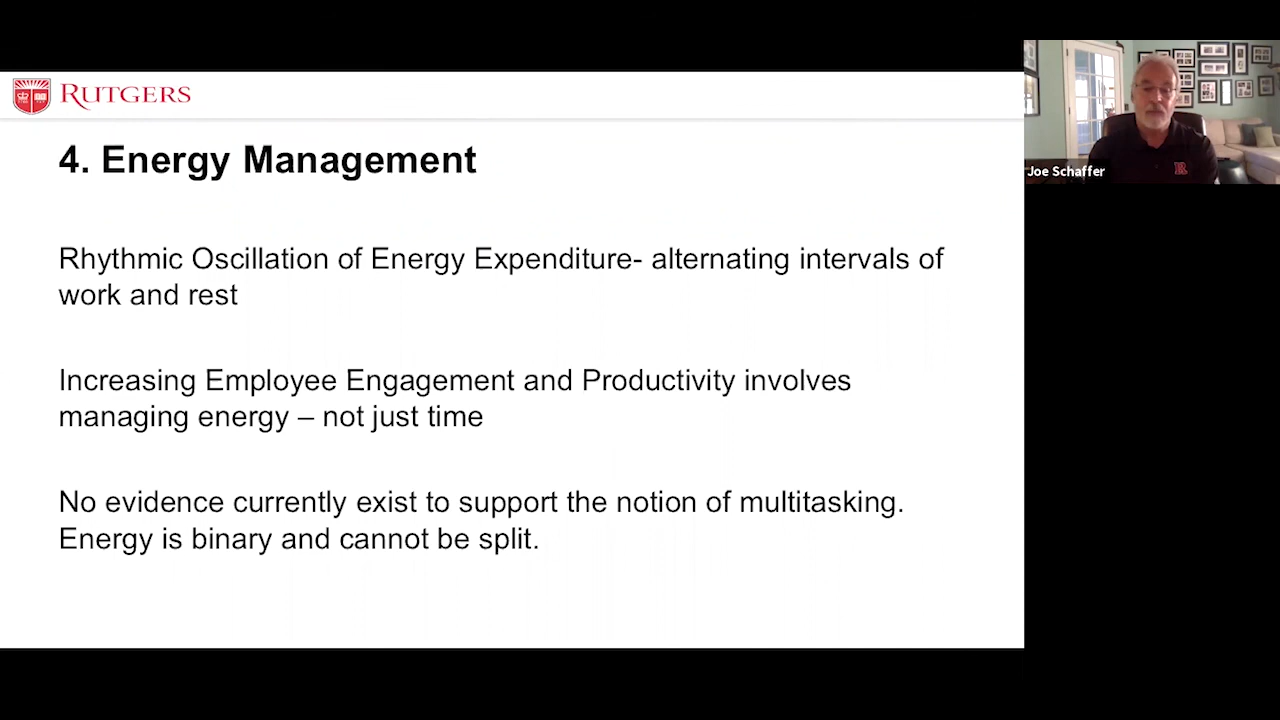 RUTGERS
4. Energy Management
Rhythmic Oscillation of Energy Expenditure- alternating intervals of
work and rest
Increasing Employee Engagement and Productivity involves
managing energy – not just time
No evidence currently exist to support the notion of multitasking.
Energy is binary and cannot be split.
Joe Schaffer
R